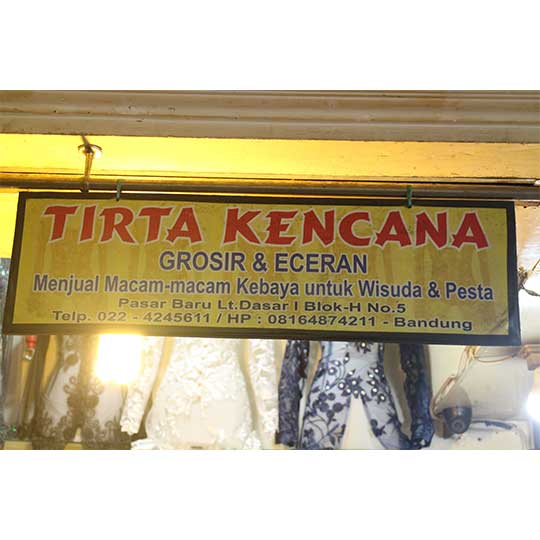 TIRTA KENCANA
GROSIR & ECERAN
Menjual Macam-macam Kebaya untuk Wisuda & Pesta
Pasar Baru Lt.Dasar I Blok-H No.5
Telp. 022 - 4245611 / HP : 08164874211 - Bandung